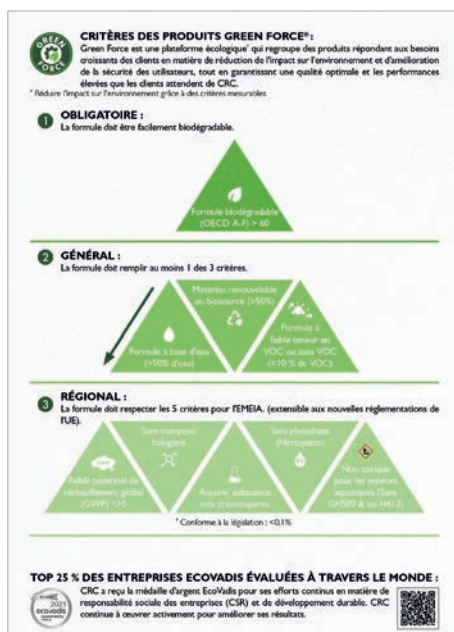 GREEN
FORCE
CRITÈRES DES PRODUITS GREEN FORCE* :
Green Force est une plateforme écologique* qui regroupe des produits répondant aux besoins
croissants des clients en matière de réduction de l'impact sur l'environnement et d'amélioration
de la sécurité des utilisateurs, tout en garantissant une qualité optimale et les performances
élevées que les clients attendent de CRC.
* Réduire l'impact sur l'environnement grâce à des critères mesurables
1 OBLIGATOIRE :
La formule doit être facilement biodégradable.
Formule biodégradable
(OECD A-F) > 60
2 GÉNÉRAL :
La formule doit remplir au moins 1 des 3 critères.
Formule à base d'eau
(>50% d'eau)
Matériau renouvelable
ou biosourcé (>50%)
Formule à
faible teneur en
VOC ou sans VOC
(<10 % de VOC)
3 RÉGIONAL :
La formule doit respecter les 5 critères pour l'EMEIA. (extensible aux nouvelles réglementations de
l'UE).
Faible potentiel de
réchauffement global
(GWP) <10
Sans composé
halogéné
Aucune* substance
très préoccupante
Sans phosphate
(Nettoyants)
Non toxique
pour les espèces
aquatiques (Sans
GHS09 & ou H413)
* Conforme à la législation : <0,1%
TOP 25 % DES ENTREPRISES ECOVADIS ÉVALUÉES À TRAVERS LE MONDE :
CRC a reçu la médaille d'argent EcoVadis pour ses efforts continus en matière de
responsabilité sociale des entreprises (CSR) et de développement durable. CRC
continue à œuvrer activement pour améliorer ses résultats.
2023
ecovadis